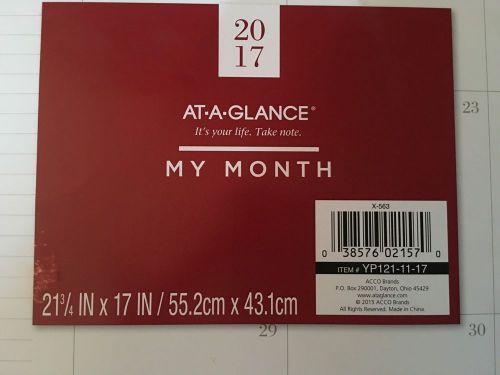 20
17
AT-A-GLANCE®
It's your life. Take note.
MY MONTH
23
X-563
0 38576 02157 0
ITEM # YP121-11-17
ACCO Brands
P.O. Box 290001, Dayton, Ohio 45429
www.ataglance.com
© 2015 ACCO Brands
All Rights Reserved. Made in China.
21¾ IN x 17 IN / 55.2cm x 43.1cm
29
30